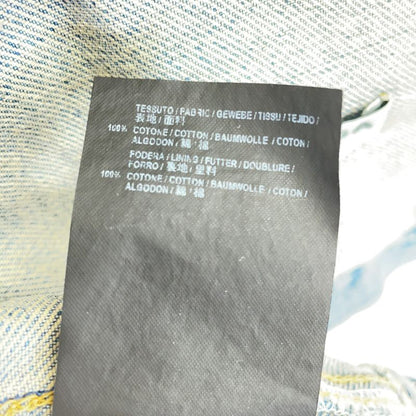 TESSUTO / FABRIC / GEWEBE / TISSU / TEJIDO /
表地 / 面料
100% COTONE / COTTON / BAUMWOLLE / COTON /
ALGODON / 綿 · 棉
FODERA / LINING / FUTTER / DOUBLURE /
FORRO / 裏地 / 里料
100% COTONE / COTTON / BAUMWOLLE / COTON /
ALGODON / 綿 · 棉